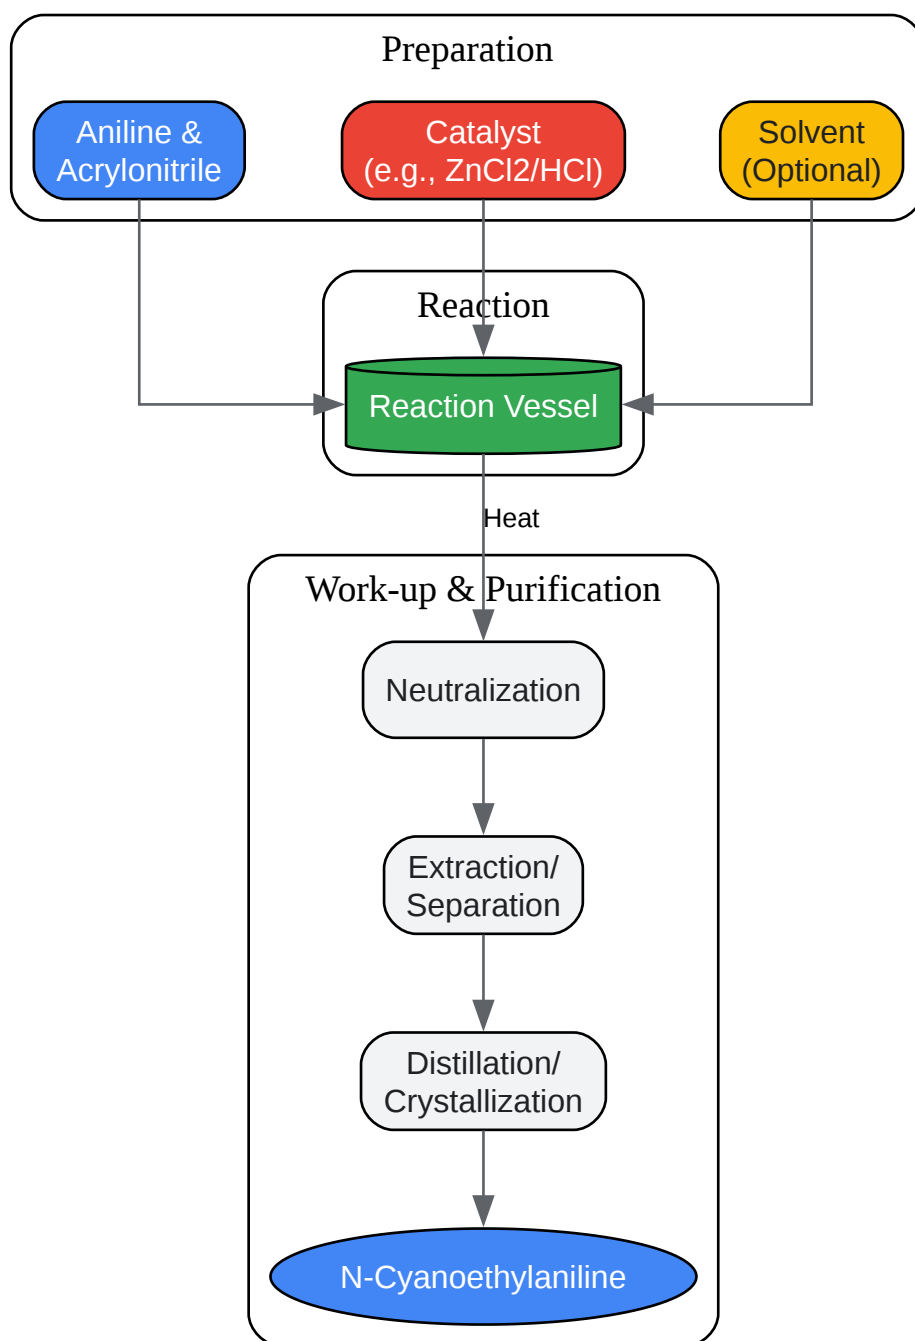 Preparation
Aniline &
Acrylonitrile
Catalyst
(e.g., ZnCl2/HCl)
Solvent
(Optional)
Reaction
Reaction Vessel
Heat
Work-up & Purification
Neutralization
Extraction/
Separation
Distillation/
Crystallization
N-Cyanoethylaniline